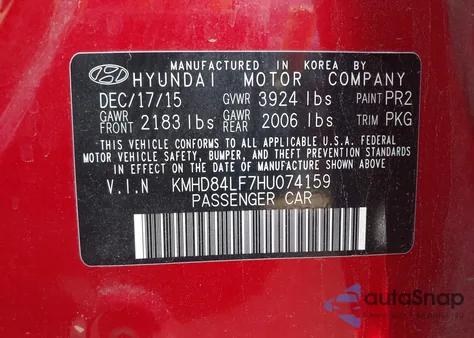 MANUFACTURED IN KOREA BY
HYUNDAI MOTOR COMPANY
DEC/17/15 GVWR 3924 lbs PAINT PR2
GAWR FRONT 2183 lbs GAWR REAR 2006 lbs TRIM PKG
THIS VEHICLE CONFORMS TO ALL APPLICABLE U.S.A. FEDERAL
MOTOR VEHICLE SAFETY, BUMPER, AND THEFT PREVENTION STANDARDS
IN EFFECT ON THE DATE OF MANUFACTURE SHOWN ABOVE.
V.I.N KMHD84LF7HU074159
PASSENGER CAR
autoSnap